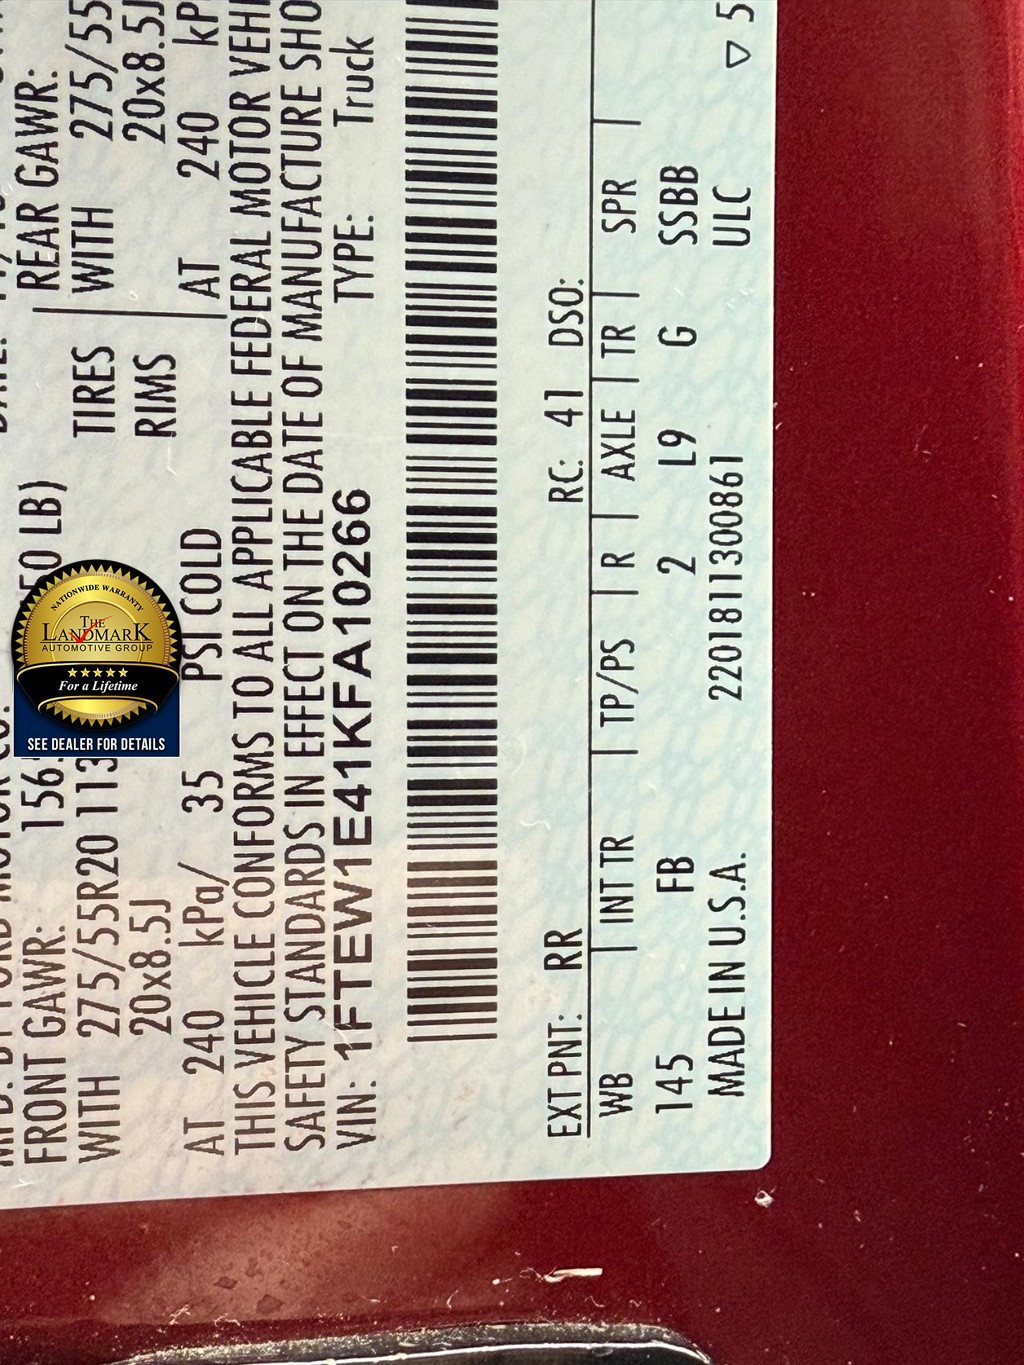 FRONT GAWR:
REAR GAWR:
WITH 275/55R20 113
TIRES
WITH 275/55
20x8.5J
RIMS
20x8.5J
AT 240 kPa/ 35 PSI COLD
AT 240 kP
THIS VEHICLE CONFORMS TO ALL APPLICABLE FEDERAL MOTOR VEHI
SAFETY STANDARDS IN EFFECT ON THE DATE OF MANUFACTURE SHO
VIN: 1FTEW1E41KFA10266
TYPE: Truck
EXT PNT: RR RC: 41 DSO:
WB INT TR TP/PS R AXLE TR SPR
145 FB 2 L9 G SSBB
MADE IN U.S.A. 2201811300861 ULC
▽ 5
NATIONWIDE WARRANTY
THE
LANDMARK
AUTOMOTIVE GROUP
For a Lifetime
SEE DEALER FOR DETAILS